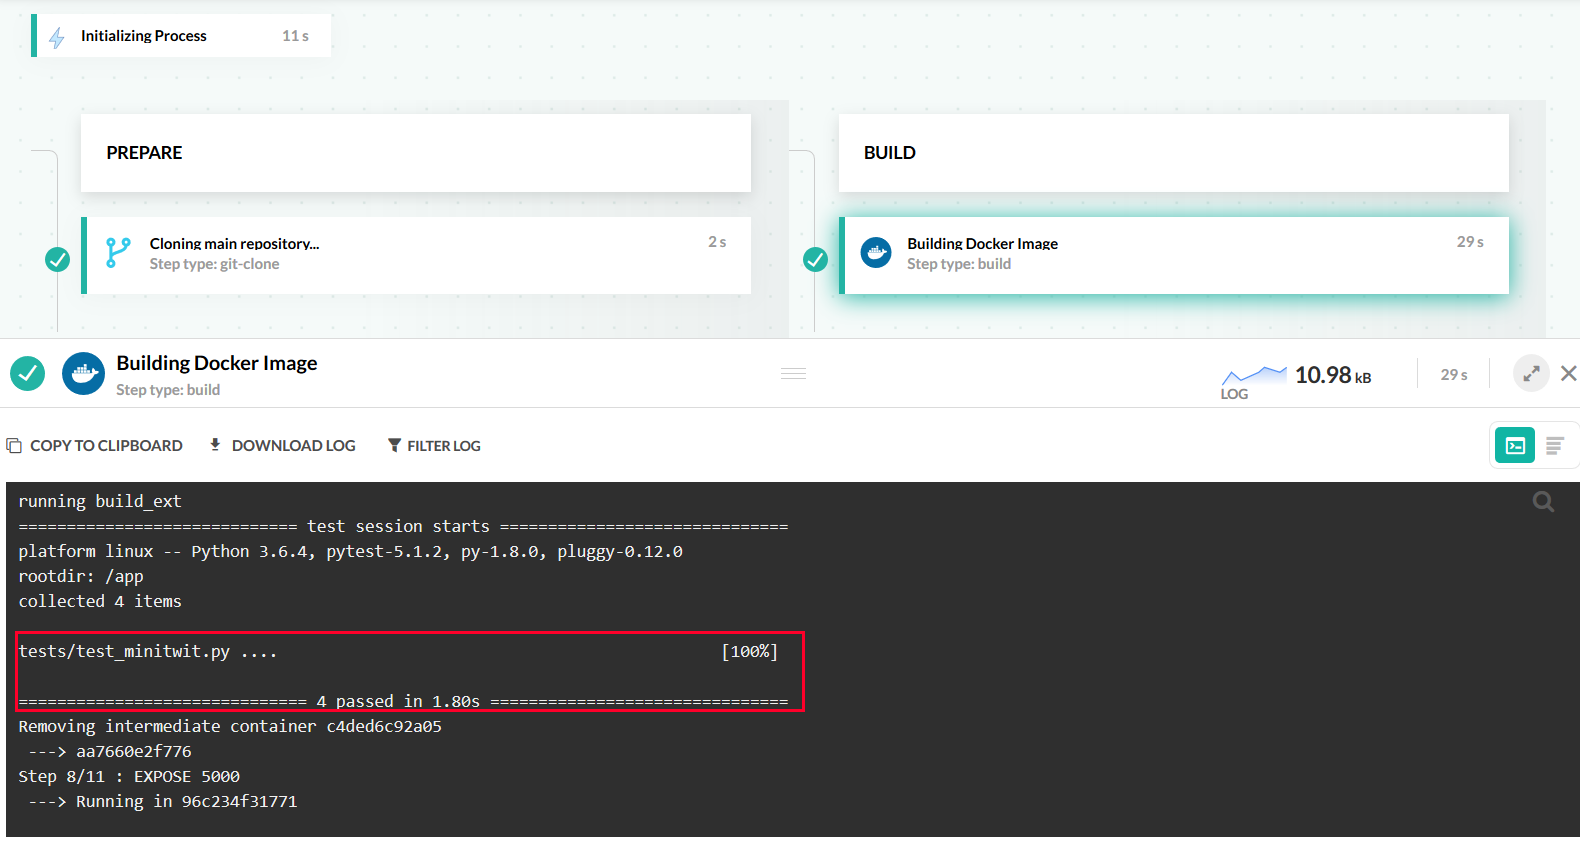 Initializing Process 11 s
PREPARE
BUILD
Cloning main repository... 2 s
Step type: git-clone
Building Docker Image 29 s
Step type: build
Building Docker Image
Step type: build
LOG 10.98 kB 29 s
COPY TO CLIPBOARD DOWNLOAD LOG FILTER LOG
running build_ext
============================= test session starts ==============================
platform linux -- Python 3.6.4, pytest-5.1.2, py-1.8.0, pluggy-0.12.0
rootdir: /app
collected 4 items
tests/test_minitwit.py .... [100%]
============================== 4 passed in 1.80s ===============================
Removing intermediate container c4ded6c92a05
---> aa7660e2f776
Step 8/11 : EXPOSE 5000
---> Running in 96c234f31771